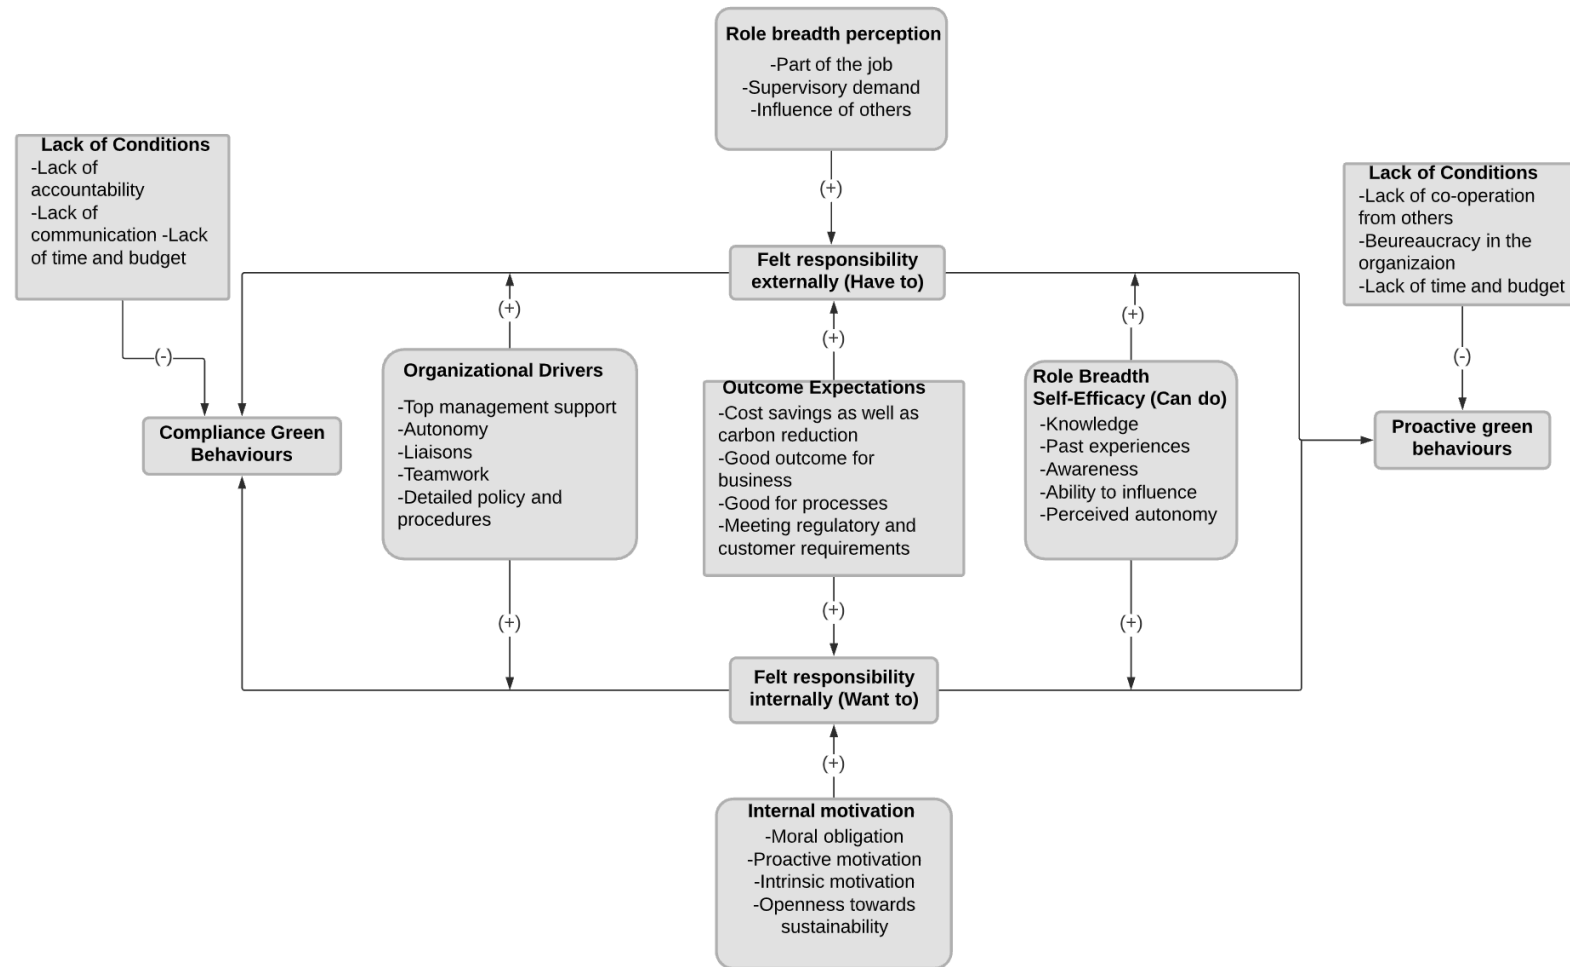 Role breadth perception
-Part of the job
-Supervisory demand
-Influence of others
Lack of Conditions
-Lack of
accountability
-Lack of
communication -Lack
of time and budget
Lack of Conditions
-Lack of co-operation
from others
-Beureaucracy in the
organizaion
-Lack of time and budget
(+)
Felt responsibility
externally (Have to)
(+)
(+)
(+)
(-)
(-)
Organizational Drivers
-Top management support
-Autonomy
-Liaisons
-Teamwork
-Detailed policy and
procedures
Outcome Expectations
-Cost savings as well as
carbon reduction
-Good outcome for
business
-Good for processes
-Meeting regulatory and
customer requirements
Role Breadth
Self-Efficacy (Can do)
-Knowledge
-Past experiences
-Awareness
-Ability to influence
-Perceived autonomy
Compliance Green
Behaviours
Proactive green
behaviours
(+)
(+)
(+)
Felt responsibility
internally (Want to)
(+)
Internal motivation
-Moral obligation
-Proactive motivation
-Intrinsic motivation
-Openness towards
sustainability